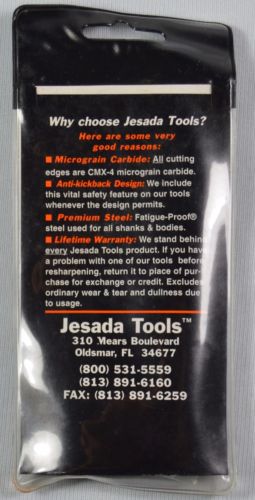 Why choose Jesada Tools?
Here are some very
good reasons:
■ Micrograin Carbide: All cutting
edges are CMX-4 micrograin carbide.
■ Anti-kickback Design: We include
this vital safety feature on our tools
whenever the design permits.
■ Premium Steel: Fatigue-Proof®
steel used for all shanks & bodies.
■ Lifetime Warranty: We stand behind
every Jesada Tools product. If you have
a problem with one of our tools before
resharpening, return it to place of pur-
chase for exchange or credit. Excludes
ordinary wear & tear and dullness due
to usage.
Jesada Tools™
310 Mears Boulevard
Oldsmar, FL 34677
(800) 531-5559
(813) 891-6160
FAX: (813) 891-6259